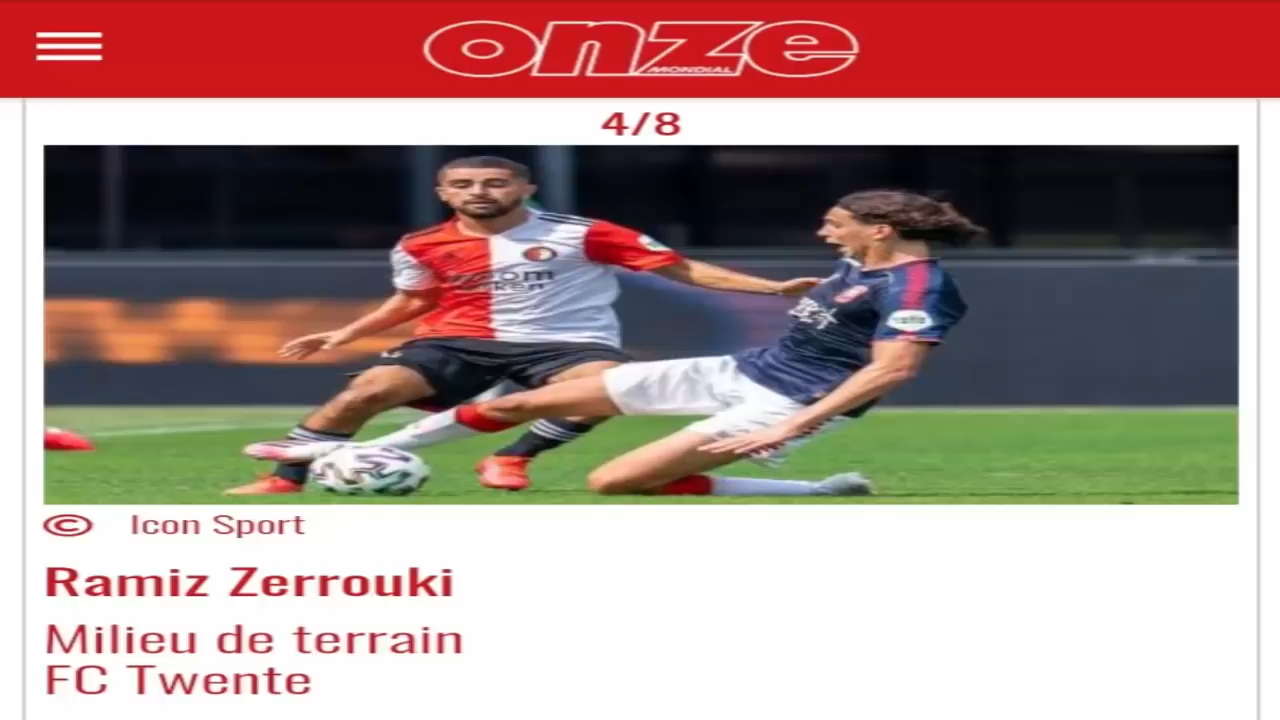 onze
MONDIAL
4/8
© Icon Sport
Ramiz Zerrouki
Milieu de terrain
FC Twente